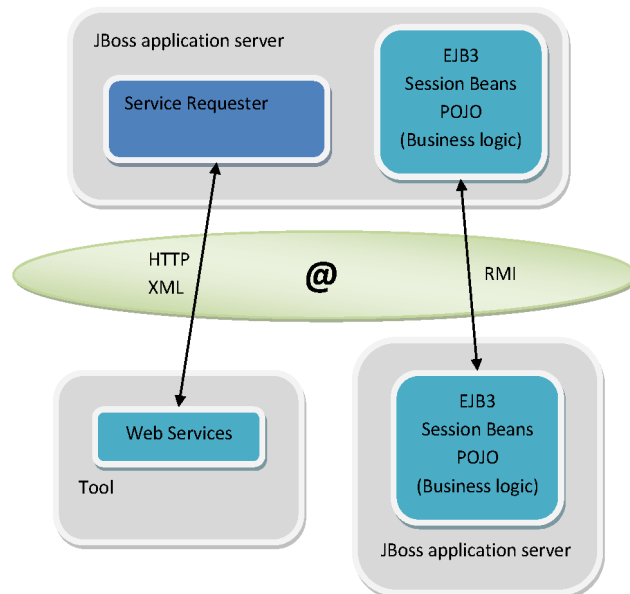 JBoss application server
Service Requester
EJB3
Session Beans
POJO
(Business logic)
HTTP
XML
@
RMI
Web Services
Tool
EJB3
Session Beans
POJO
(Business logic)
JBoss application server